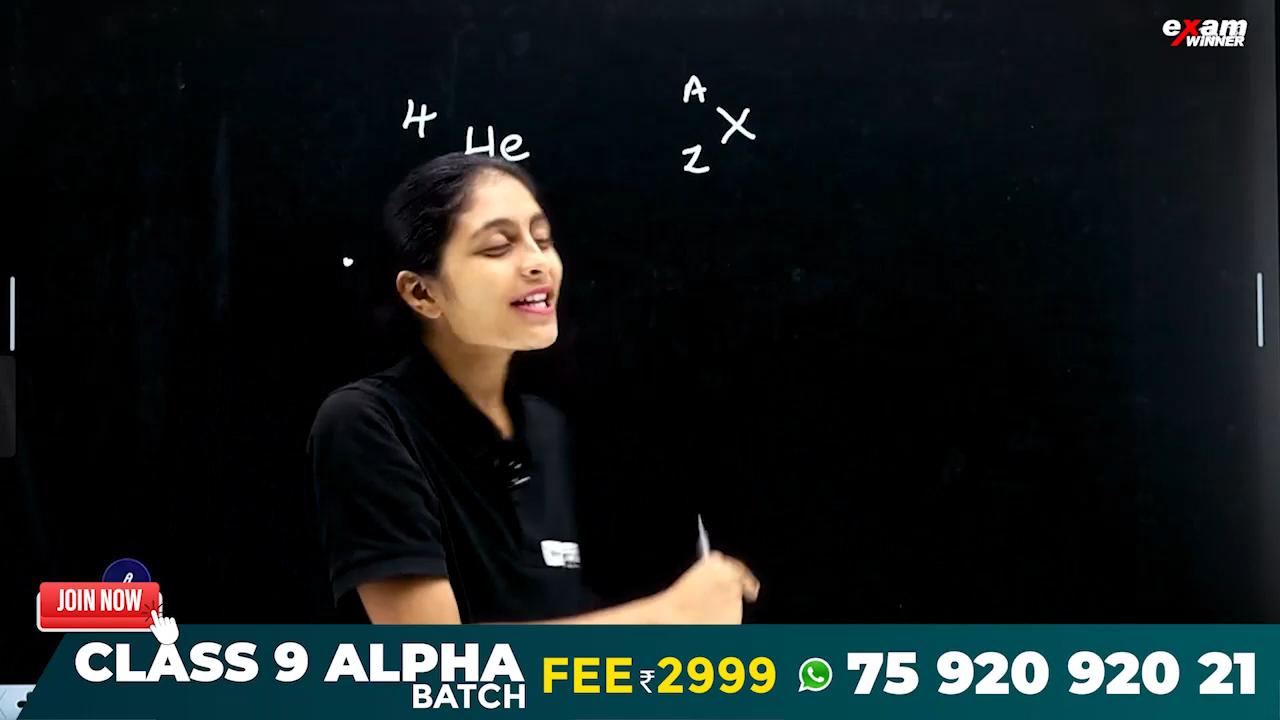 exam
WINNER
4
He
A
X
Z
JOIN NOW
CLASS 9 ALPHA
BATCH
FEE ₹2999
75 920 920 21